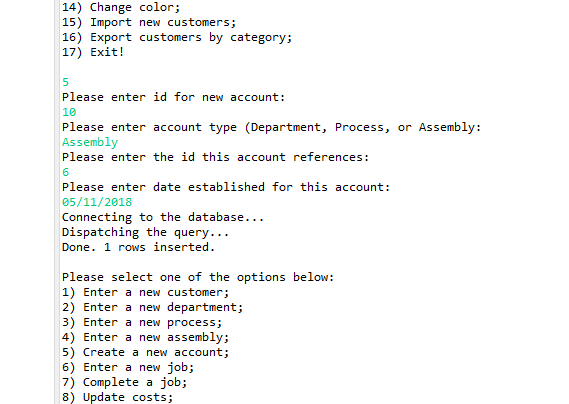 14) Change color;
15) Import new customers;
16) Export customers by category;
17) Exit!
5
Please enter id for new account:
10
Please enter account type (Department, Process, or Assembly:
Assembly
Please enter the id this account references:
6
Please enter date established for this account:
05/11/2018
Connecting to the database...
Dispatching the query...
Done. 1 rows inserted.
Please select one of the options below:
1) Enter a new customer;
2) Enter a new department;
3) Enter a new process;
4) Enter a new assembly;
5) Create a new account;
6) Enter a new job;
7) Complete a job;
8) Update costs;